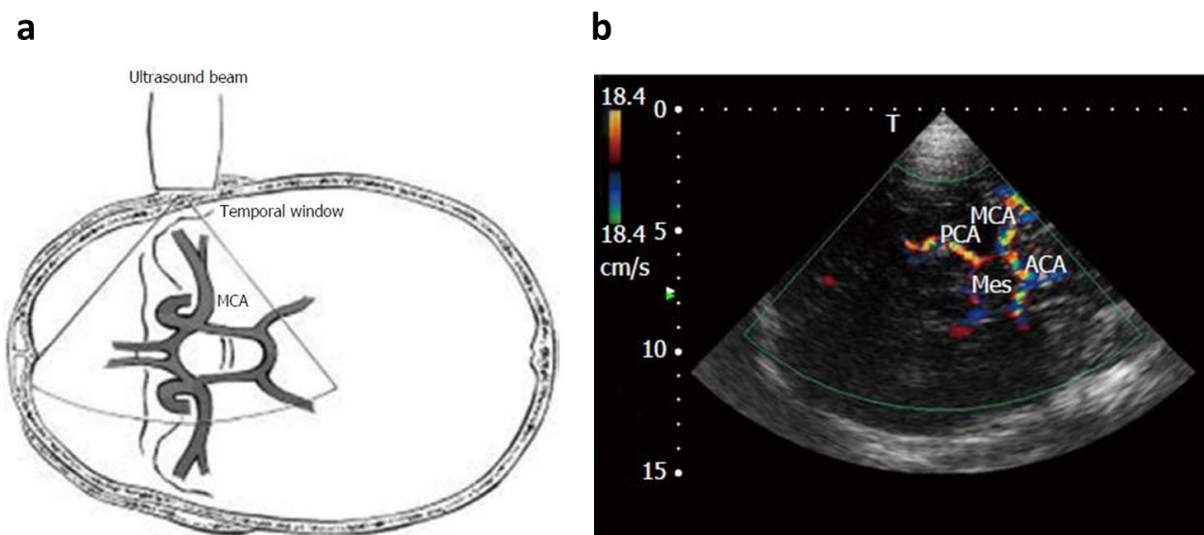 a
Ultrasound beam
Temporal window
MCA
b
18.4
18.4
cm/s
0
5
10
15
T
MCA
PCA
ACA
Mes